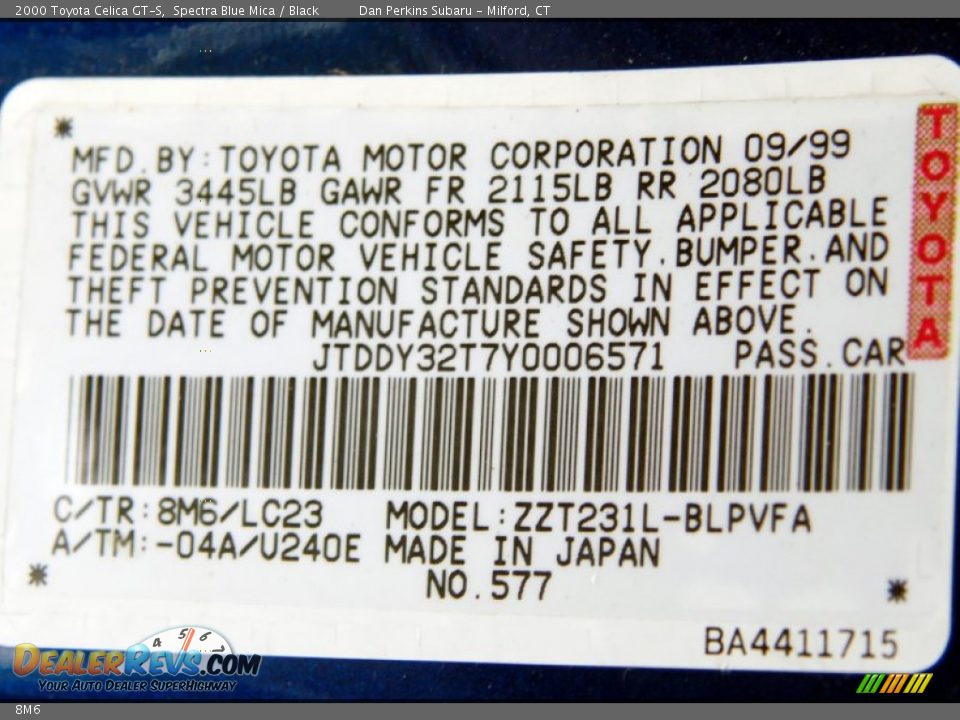 2000 Toyota Celica GT-S, Spectra Blue Mica / Black Dan Perkins Subaru - Milford, CT
MFD.BY:TOYOTA MOTOR CORPORATION 09/99
GVWR 3445LB GAWR FR 2115LB RR 2080LB
THIS VEHICLE CONFORMS TO ALL APPLICABLE
FEDERAL MOTOR VEHICLE SAFETY.BUMPER.AND
THEFT PREVENTION STANDARDS IN EFFECT ON
THE DATE OF MANUFACTURE SHOWN ABOVE.
JTDDY32T7Y0006571 PASS.CAR
TOYOTA
C/TR:8M6/LC23 MODEL:ZZT231L-BLPVFA
A/TM:-04A/U240E MADE IN JAPAN
NO.577
BA4411715
4 5 6 7
DEALERREVS.COM
YOUR AUTO DEALER SUPERHIGHWAY
8M6